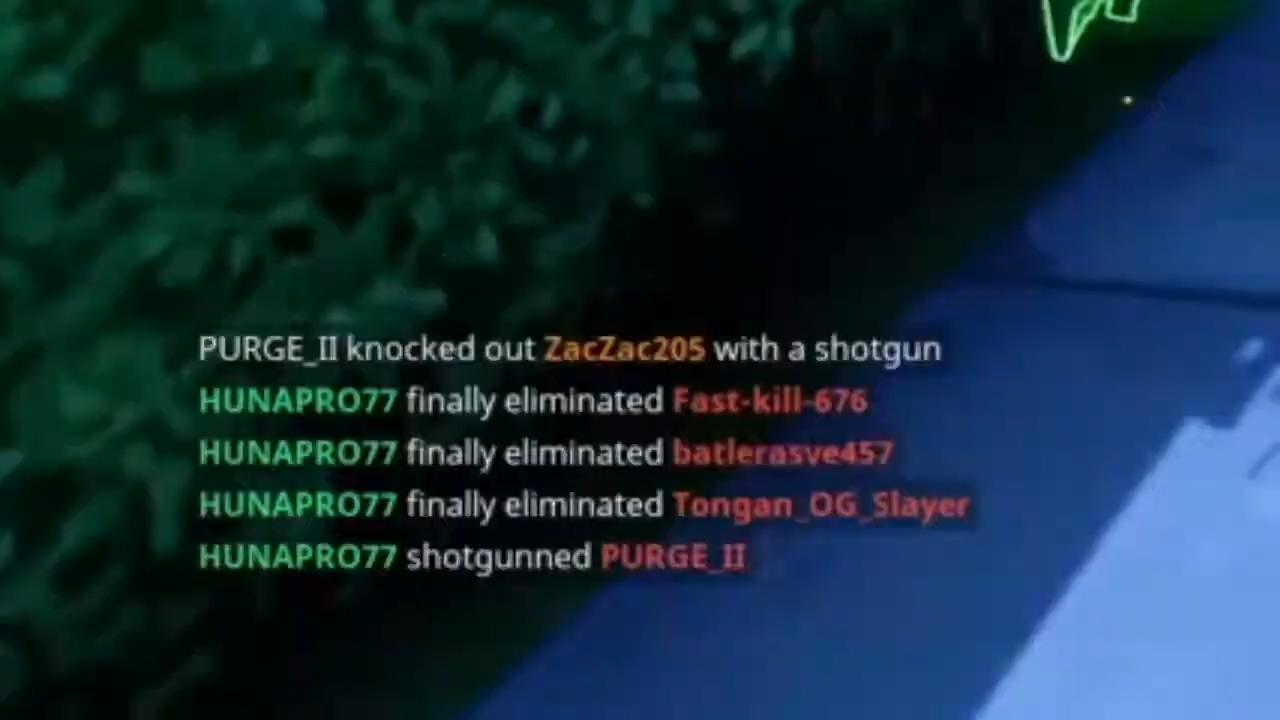 PURGE_II knocked out ZacZac205 with a shotgun
HUNAPRO77 finally eliminated Fast-kill-676
HUNAPRO77 finally eliminated batlerasve457
HUNAPRO77 finally eliminated Tongan_OG_Slayer
HUNAPRO77 shotgunned PURGE_II